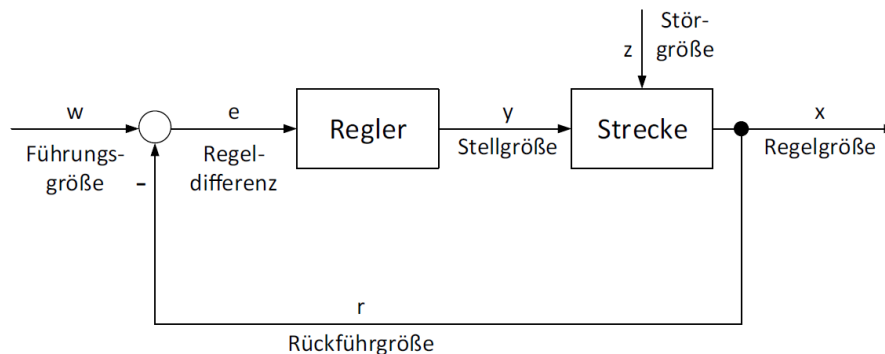 Stör-
größe
z
w
e
Regler
y
Strecke
x
Führungs-
größe
-
Regel-
differenz
Stellgröße
Regelgröße
r
Rückführgröße